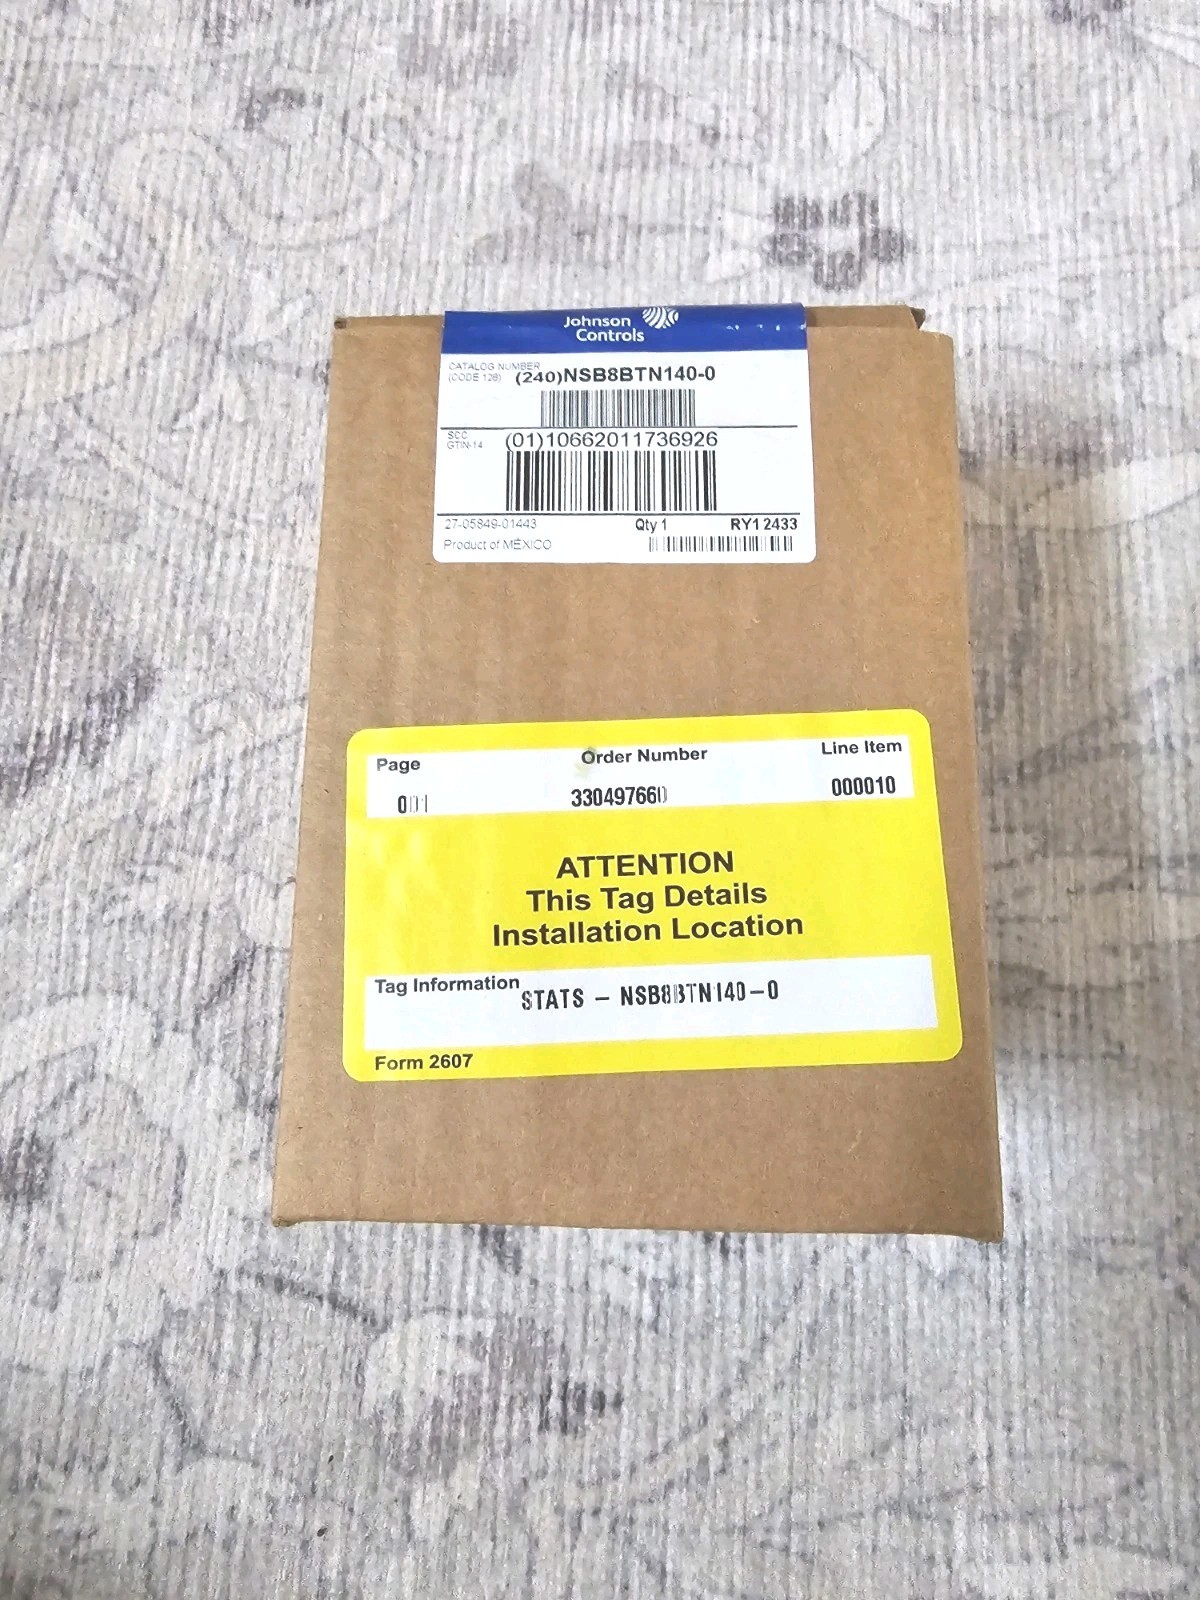 Johnson
Controls
CATALOG NUMBER
(CODE 128) (240)NSB8BTN140-0
SCC
GTIN-14 (01)10662011736926
27-05849-01443 Qty 1 RY1 2433
Product of MÉXICO
Page Order Number Line Item
001 3304976610 000010
ATTENTION
This Tag Details
Installation Location
Tag Information STATS - NSB8BTN140-0
Form 2607